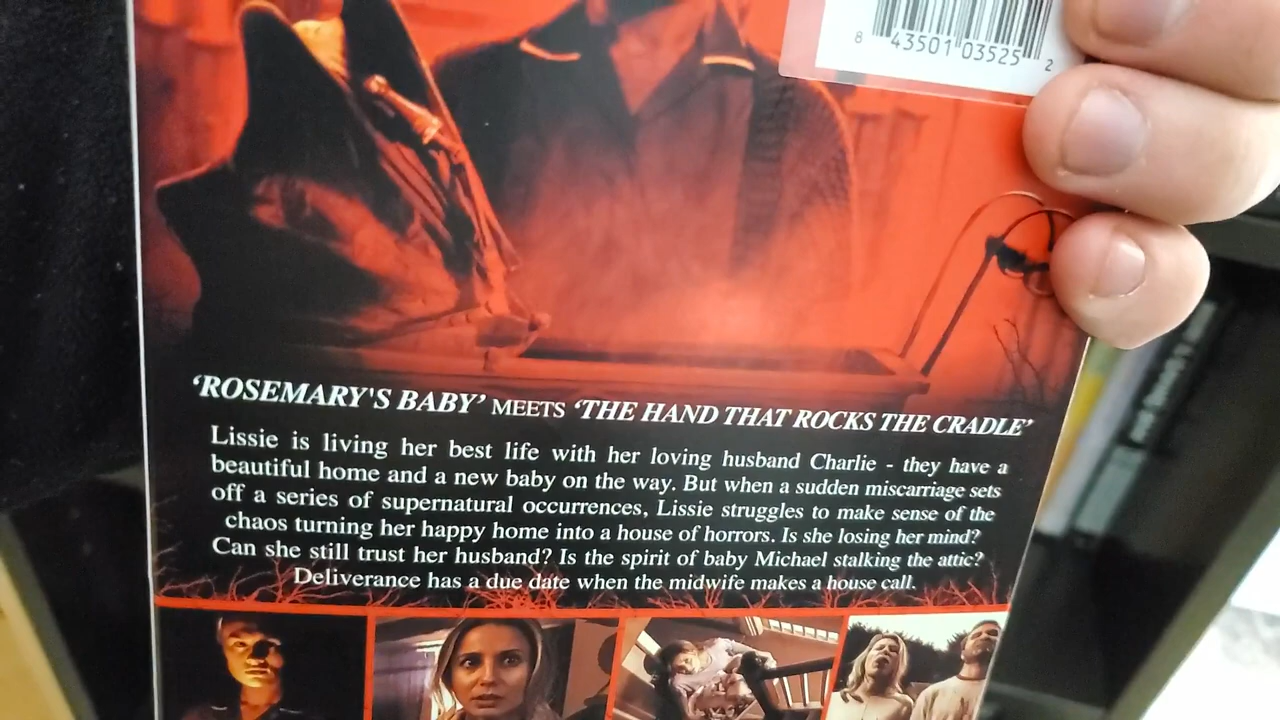 8 43501 03525 2
'ROSEMARY'S BABY' MEETS 'THE HAND THAT ROCKS THE CRADLE'
Lissie is living her best life with her loving husband Charlie - they have a
beautiful home and a new baby on the way. But when a sudden miscarriage sets
off a series of supernatural occurrences, Lissie struggles to make sense of the
chaos turning her happy home into a house of horrors. Is she losing her mind?
Can she still trust her husband? Is the spirit of baby Michael stalking the attic?
Deliverance has a due date when the midwife makes a house call.